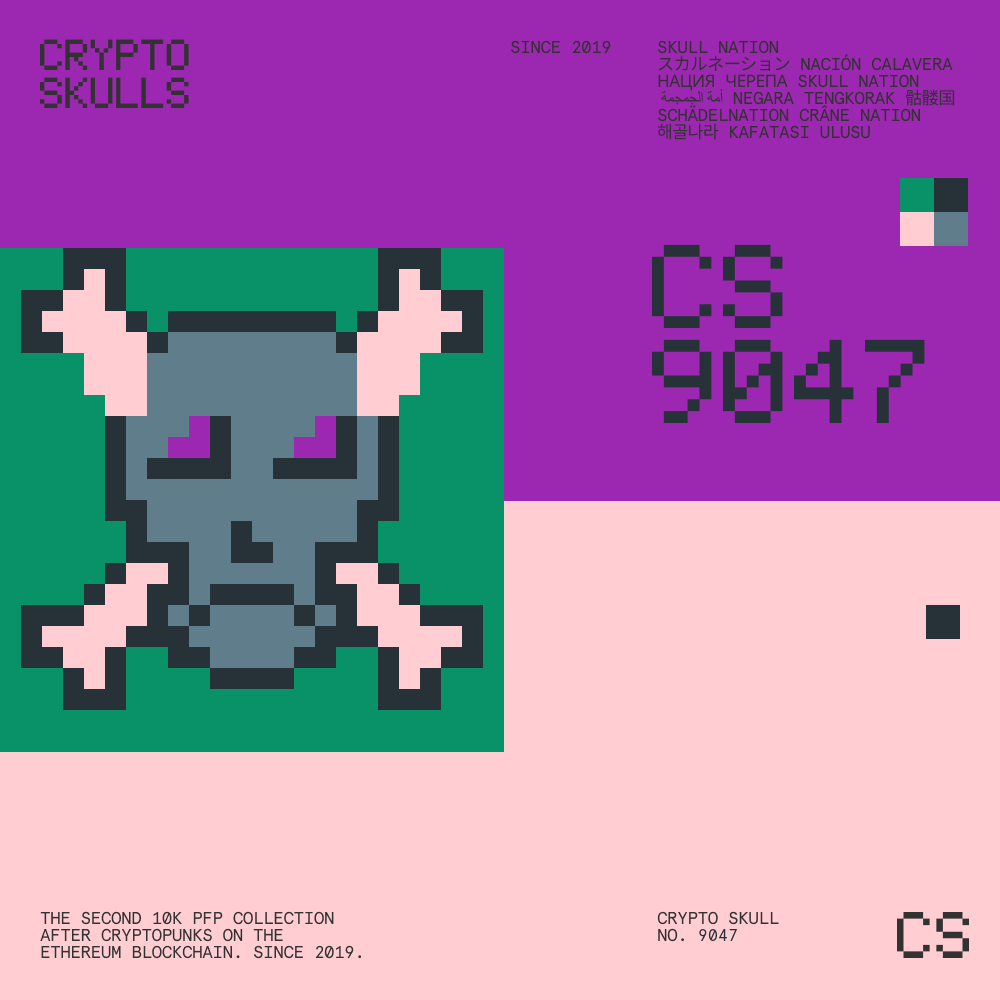 CRYPTO
SKULLS
SINCE 2019
SKULL NATION
スカルネーション NACIÓN CALAVERA
НАЦИЯ ЧЕРЕПА SKULL NATION
أمة الجمجمة NEGARA TENGKORAK 骷髅国
SCHÄDELNATION CRÂNE NATION
해골나라 KAFATASI ULUSU
CS
9047
THE SECOND 10K PFP COLLECTION
AFTER CRYPTOPUNKS ON THE
ETHEREUM BLOCKCHAIN. SINCE 2019.
CRYPTO SKULL
NO. 9047
CS